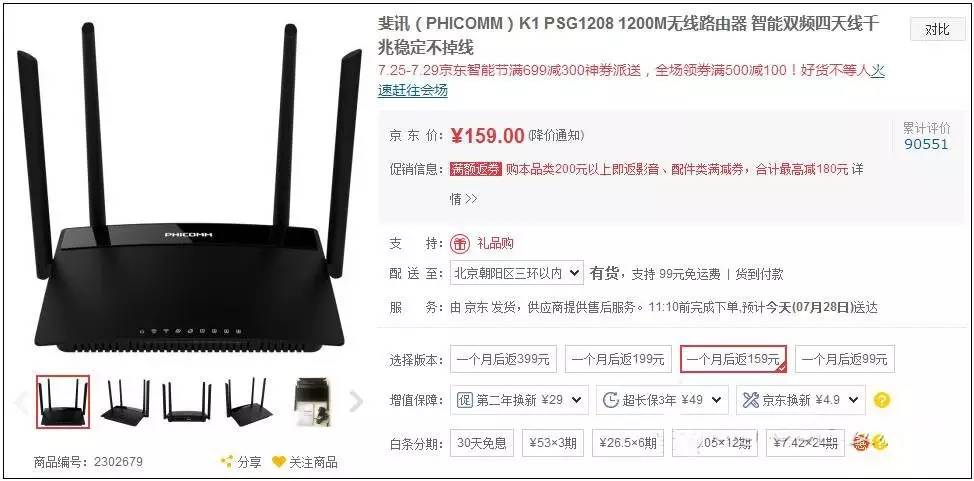 PHICOMM
斐讯（PHICOMM）K1 PSG1208 1200M无线路由器 智能双频四天线千
兆稳定不掉线
对比
7.25-7.29京东智能节满699减300神券派送，全场领券满500减100！好货不等人火
速赶往会场
京 东 价： ¥159.00 (降价通知)
累计评价
90551
促销信息： 满额返券 购本品类200元以上即返影音、配件类满减券，合计最高减180元 详
情 >>
支 持： 礼品购
配 送 至： 北京朝阳区三环以内 有货，支持 99元免运费 | 货到付款
服 务： 由 京东 发货，供应商提供售后服务。11:10前完成下单,预计今天(07月28日)送达
选择版本： 一个月后返399元 一个月后返199元 一个月后返159元 一个月后返99元
增值保障： 促 第二年换新 ¥29 超长保3年 ¥49 京东换新 ¥4.9 ?
白条分期： 30天免息 ¥53×3期 ¥26.5×6期 .05×12期 ¥7.42×24期
商品编号：2302679 分享 关注商品